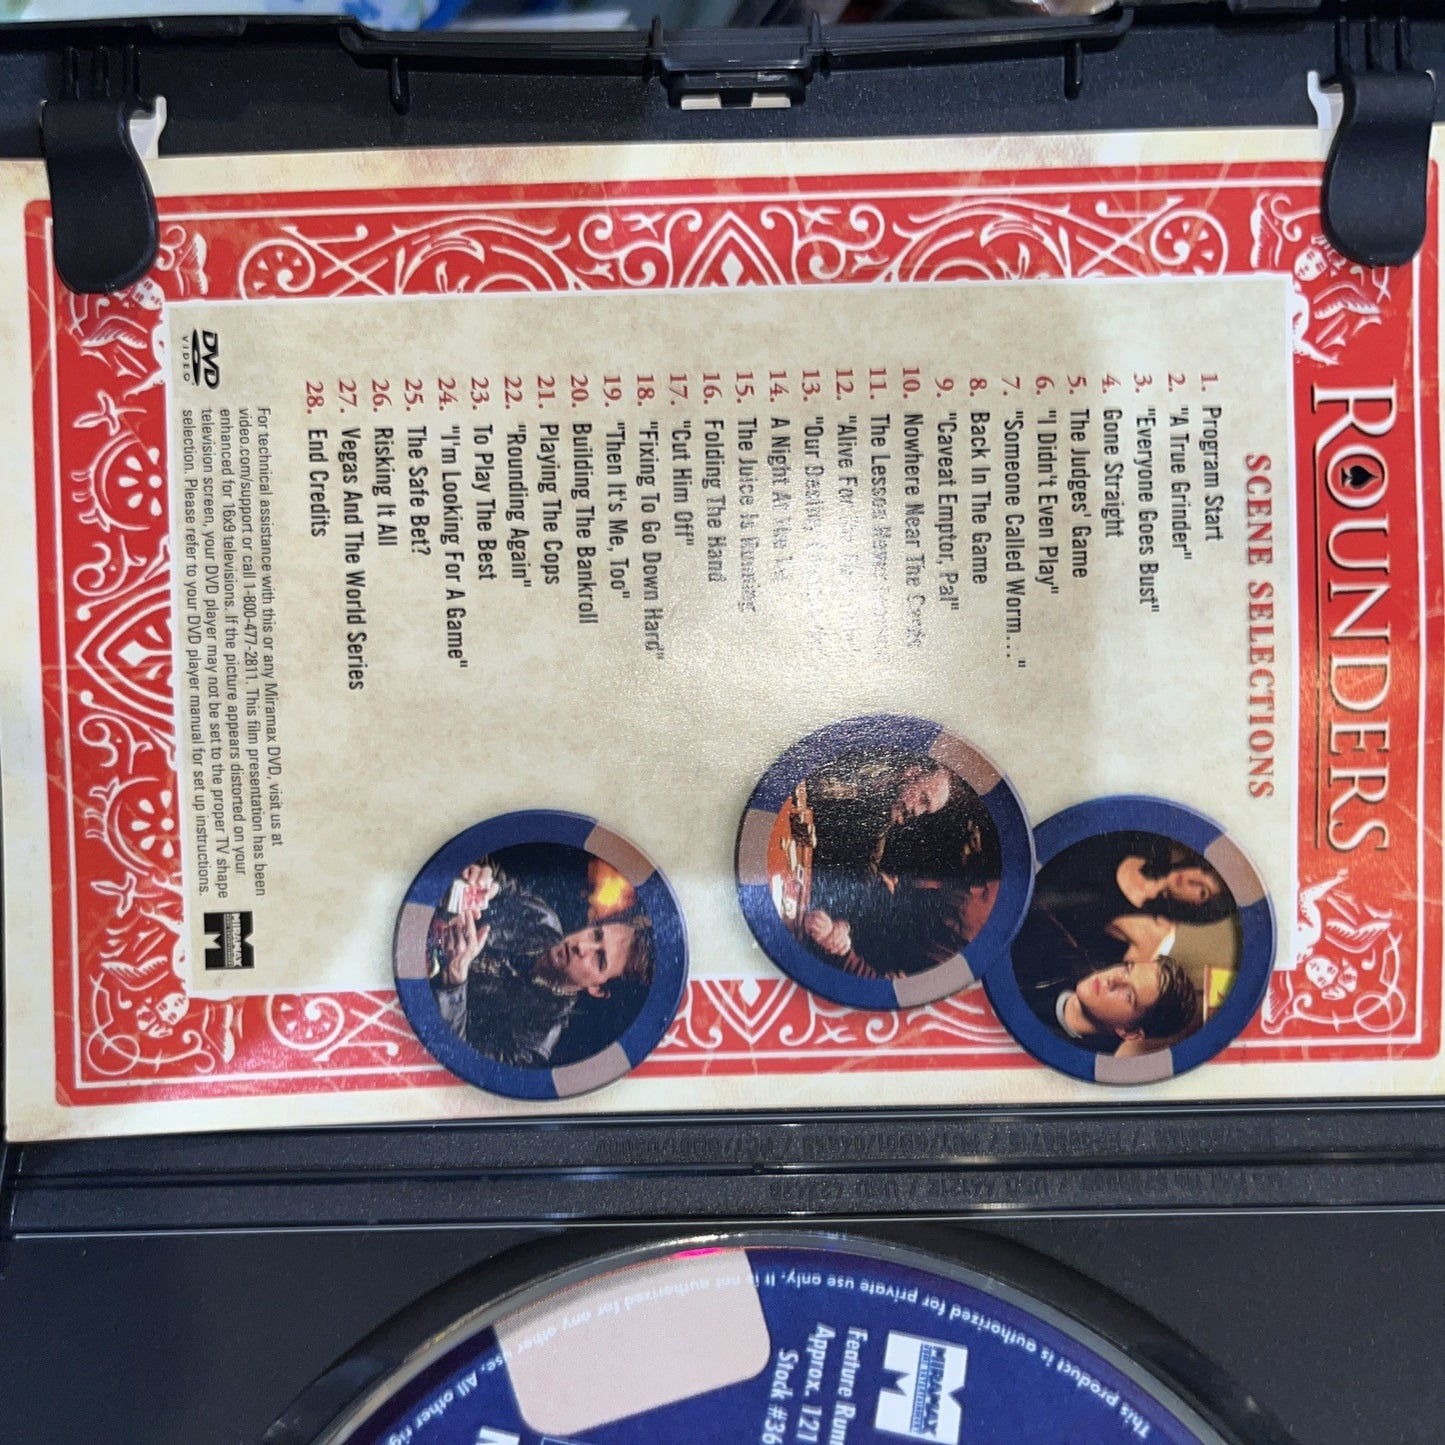 ROUNDERS
SCENE SELECTIONS
1. Program Start
2. "A True Grinder"
3. "Everyone Goes Bust"
4. Gone Straight
5. The Judges' Game
6. "I Didn't Even Play"
7. "Someone Called Worm..."
8. Back In The Game
9. "Caveat Emptor, Pal"
10. Nowhere Near The Cards
11. The Lesson
12. "Alive For
13. "Our Destiny
14. A Night At
15. The Juice Is Running
16. Folding The Hand
17. "Cut Him Off"
18. "Fixing To Go Down Hard"
19. "Then It's Me, Too"
20. Building The Bankroll
21. Playing The Cops
22. "Rounding Again"
23. To Play The Best
24. "I'm Looking For A Game"
25. The Safe Bet?
26. Risking It All
27. Vegas And The World Series
28. End Credits
DVD
VIDEO
For technical assistance with this or any Miramax DVD, visit us at
video.com/support or call 1-800-477-2811. This film presentation has been
enhanced for 16x9 televisions. If the picture appears distorted on your
television screen, your DVD player may not be set to the proper TV shape
selection. Please refer to your DVD player manual for set up instructions.
MIRAMAX
MIRAMAX
Feature Runn
Approx. 121
Stock #36
This product is authorized for private use only. It is not authorized for any other use. All other rig